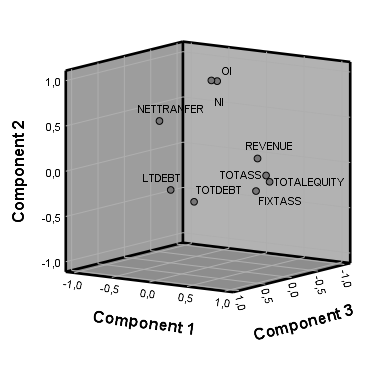 OI
1,0
NI
NETTRANFER
0,5
REVENUE
Component 2
0,0
LTDEBT
TOTASS
TOTALEQUITY
TOTDEBT
FIXTASS
-0,5
-1,0
-1,0
-0,5
0,0
0,5
1,0
1,0
0,5
0,0
-0,5
-1,0
Component 1
Component 3